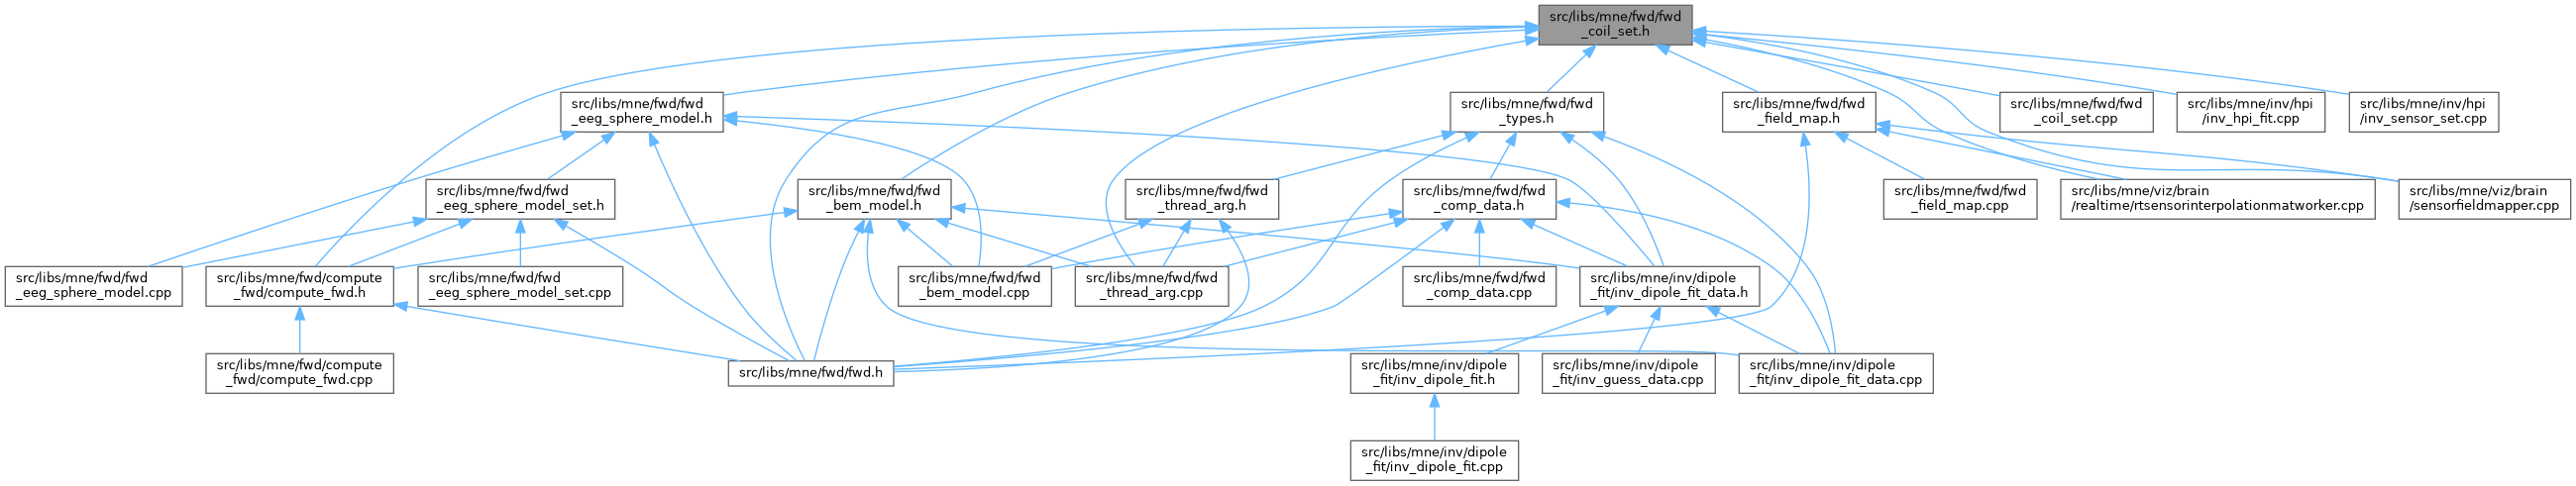 src/libs/mne/fwd/fwd
_coil_set.h
src/libs/mne/fwd/fwd
_eeg_sphere_model.h
src/libs/mne/fwd/fwd
_types.h
src/libs/mne/fwd/fwd
_field_map.h
src/libs/mne/fwd/fwd
_coil_set.cpp
src/libs/mne/inv/hpi
/inv_hpi_fit.cpp
src/libs/mne/inv/hpi
/inv_sensor_set.cpp
src/libs/mne/fwd/fwd
_eeg_sphere_model_set.h
src/libs/mne/fwd/fwd
_bem_model.h
src/libs/mne/fwd/fwd
_thread_arg.h
src/libs/mne/fwd/fwd
_comp_data.h
src/libs/mne/fwd/fwd
_field_map.cpp
src/libs/mne/viz/brain
/realtime/rtsensorinterpolationmatworker.cpp
src/libs/mne/viz/brain
/sensorfieldmapper.cpp
src/libs/mne/fwd/fwd
_eeg_sphere_model.cpp
src/libs/mne/fwd/compute
_fwd/compute_fwd.h
src/libs/mne/fwd/fwd
_eeg_sphere_model_set.cpp
src/libs/mne/fwd/fwd
_bem_model.cpp
src/libs/mne/fwd/fwd
_thread_arg.cpp
src/libs/mne/fwd/fwd
_comp_data.cpp
src/libs/mne/inv/dipole
_fit/inv_dipole_fit_data.h
src/libs/mne/fwd/compute
_fwd/compute_fwd.cpp
src/libs/mne/fwd/fwd.h
src/libs/mne/inv/dipole
_fit/inv_dipole_fit.h
src/libs/mne/inv/dipole
_fit/inv_guess_data.cpp
src/libs/mne/inv/dipole
_fit/inv_dipole_fit_data.cpp
src/libs/mne/inv/dipole
_fit/inv_dipole_fit.cpp